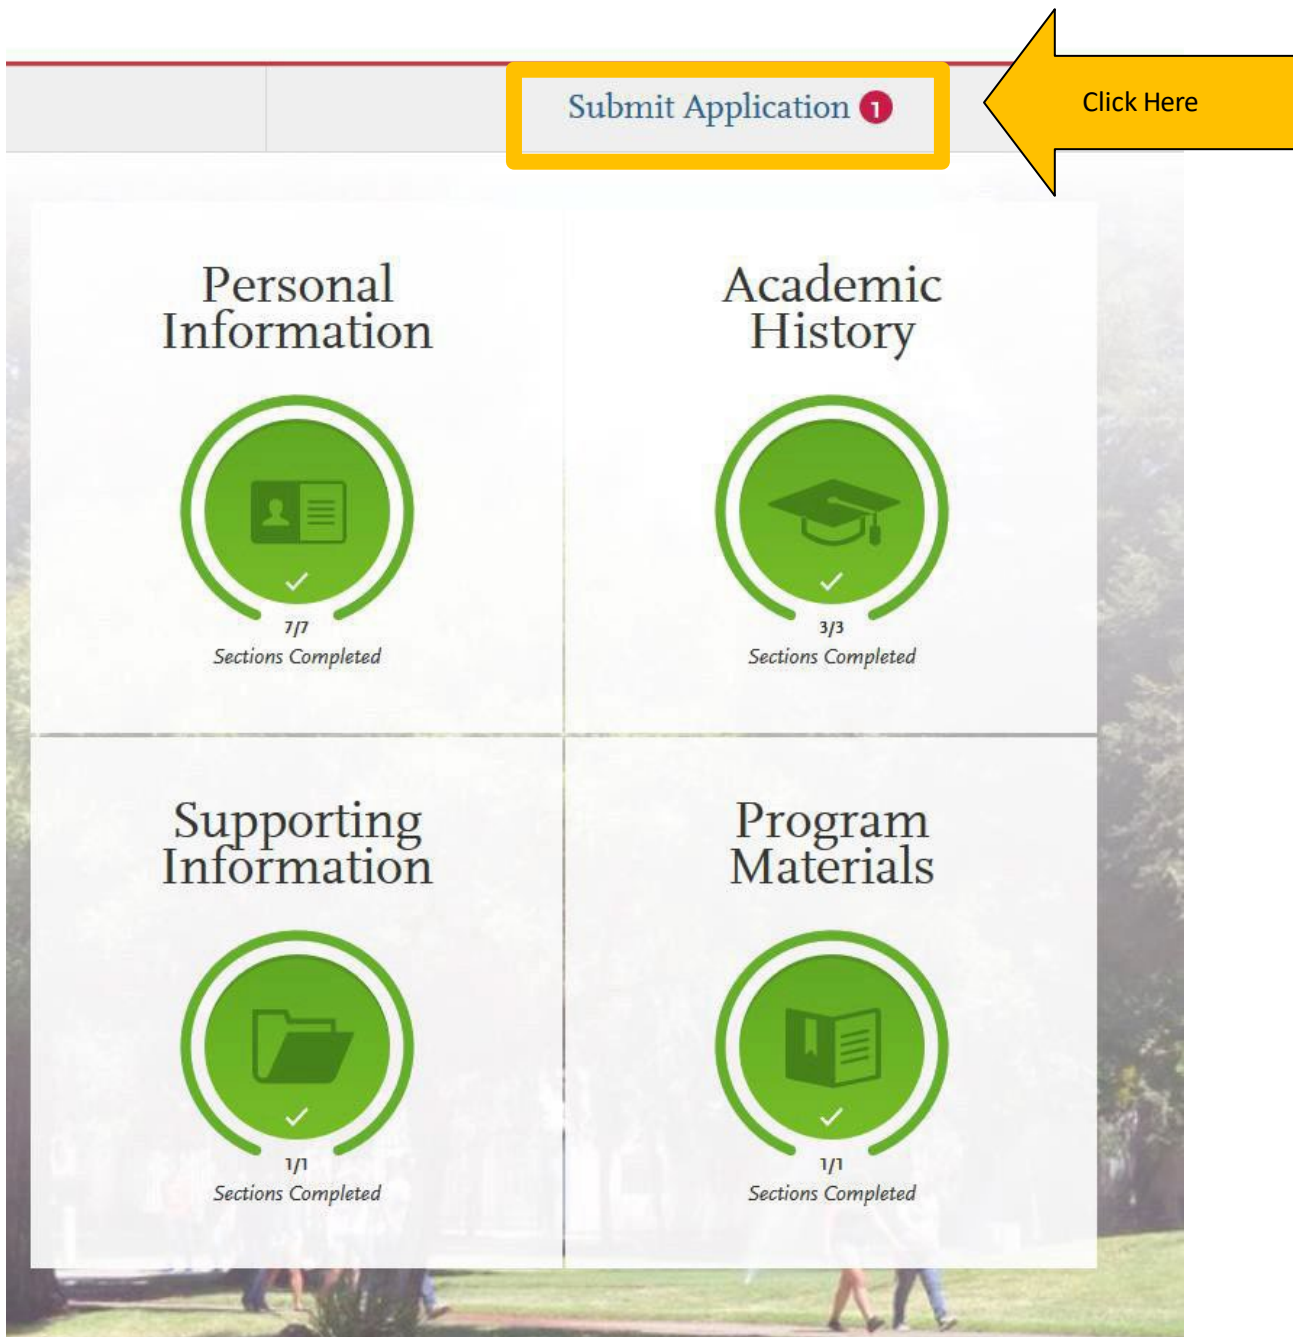 Submit Application 1
Click Here
Personal
Information
Academic
History
7/7
Sections Completed
3/3
Sections Completed
Supporting
Information
Program
Materials
1/1
Sections Completed
1/1
Sections Completed